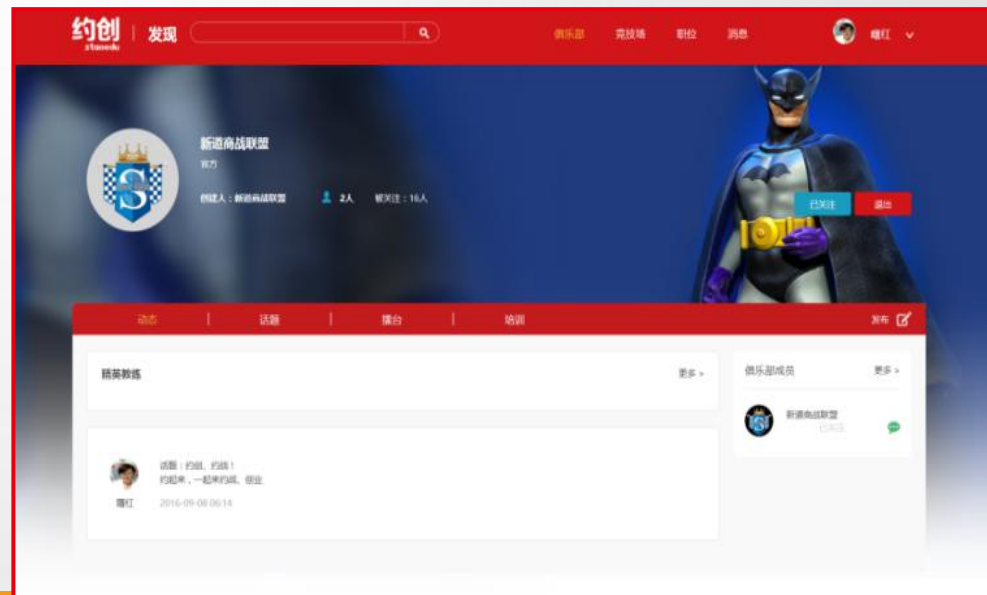 约创 发现 俱乐部 竞技场 职位 消息 曙红
staoedu
新道商战联盟
官方
创建人：新道商战联盟 2人 被关注：16人
已关注 退出
动态 话题 擂台 培训 发布
精英教练 更多 >
俱乐部成员 更多 >
新道商战联盟
已关注
话题：约创，约战！
约起来，一起来约战，创业
2016-09-08 06:14